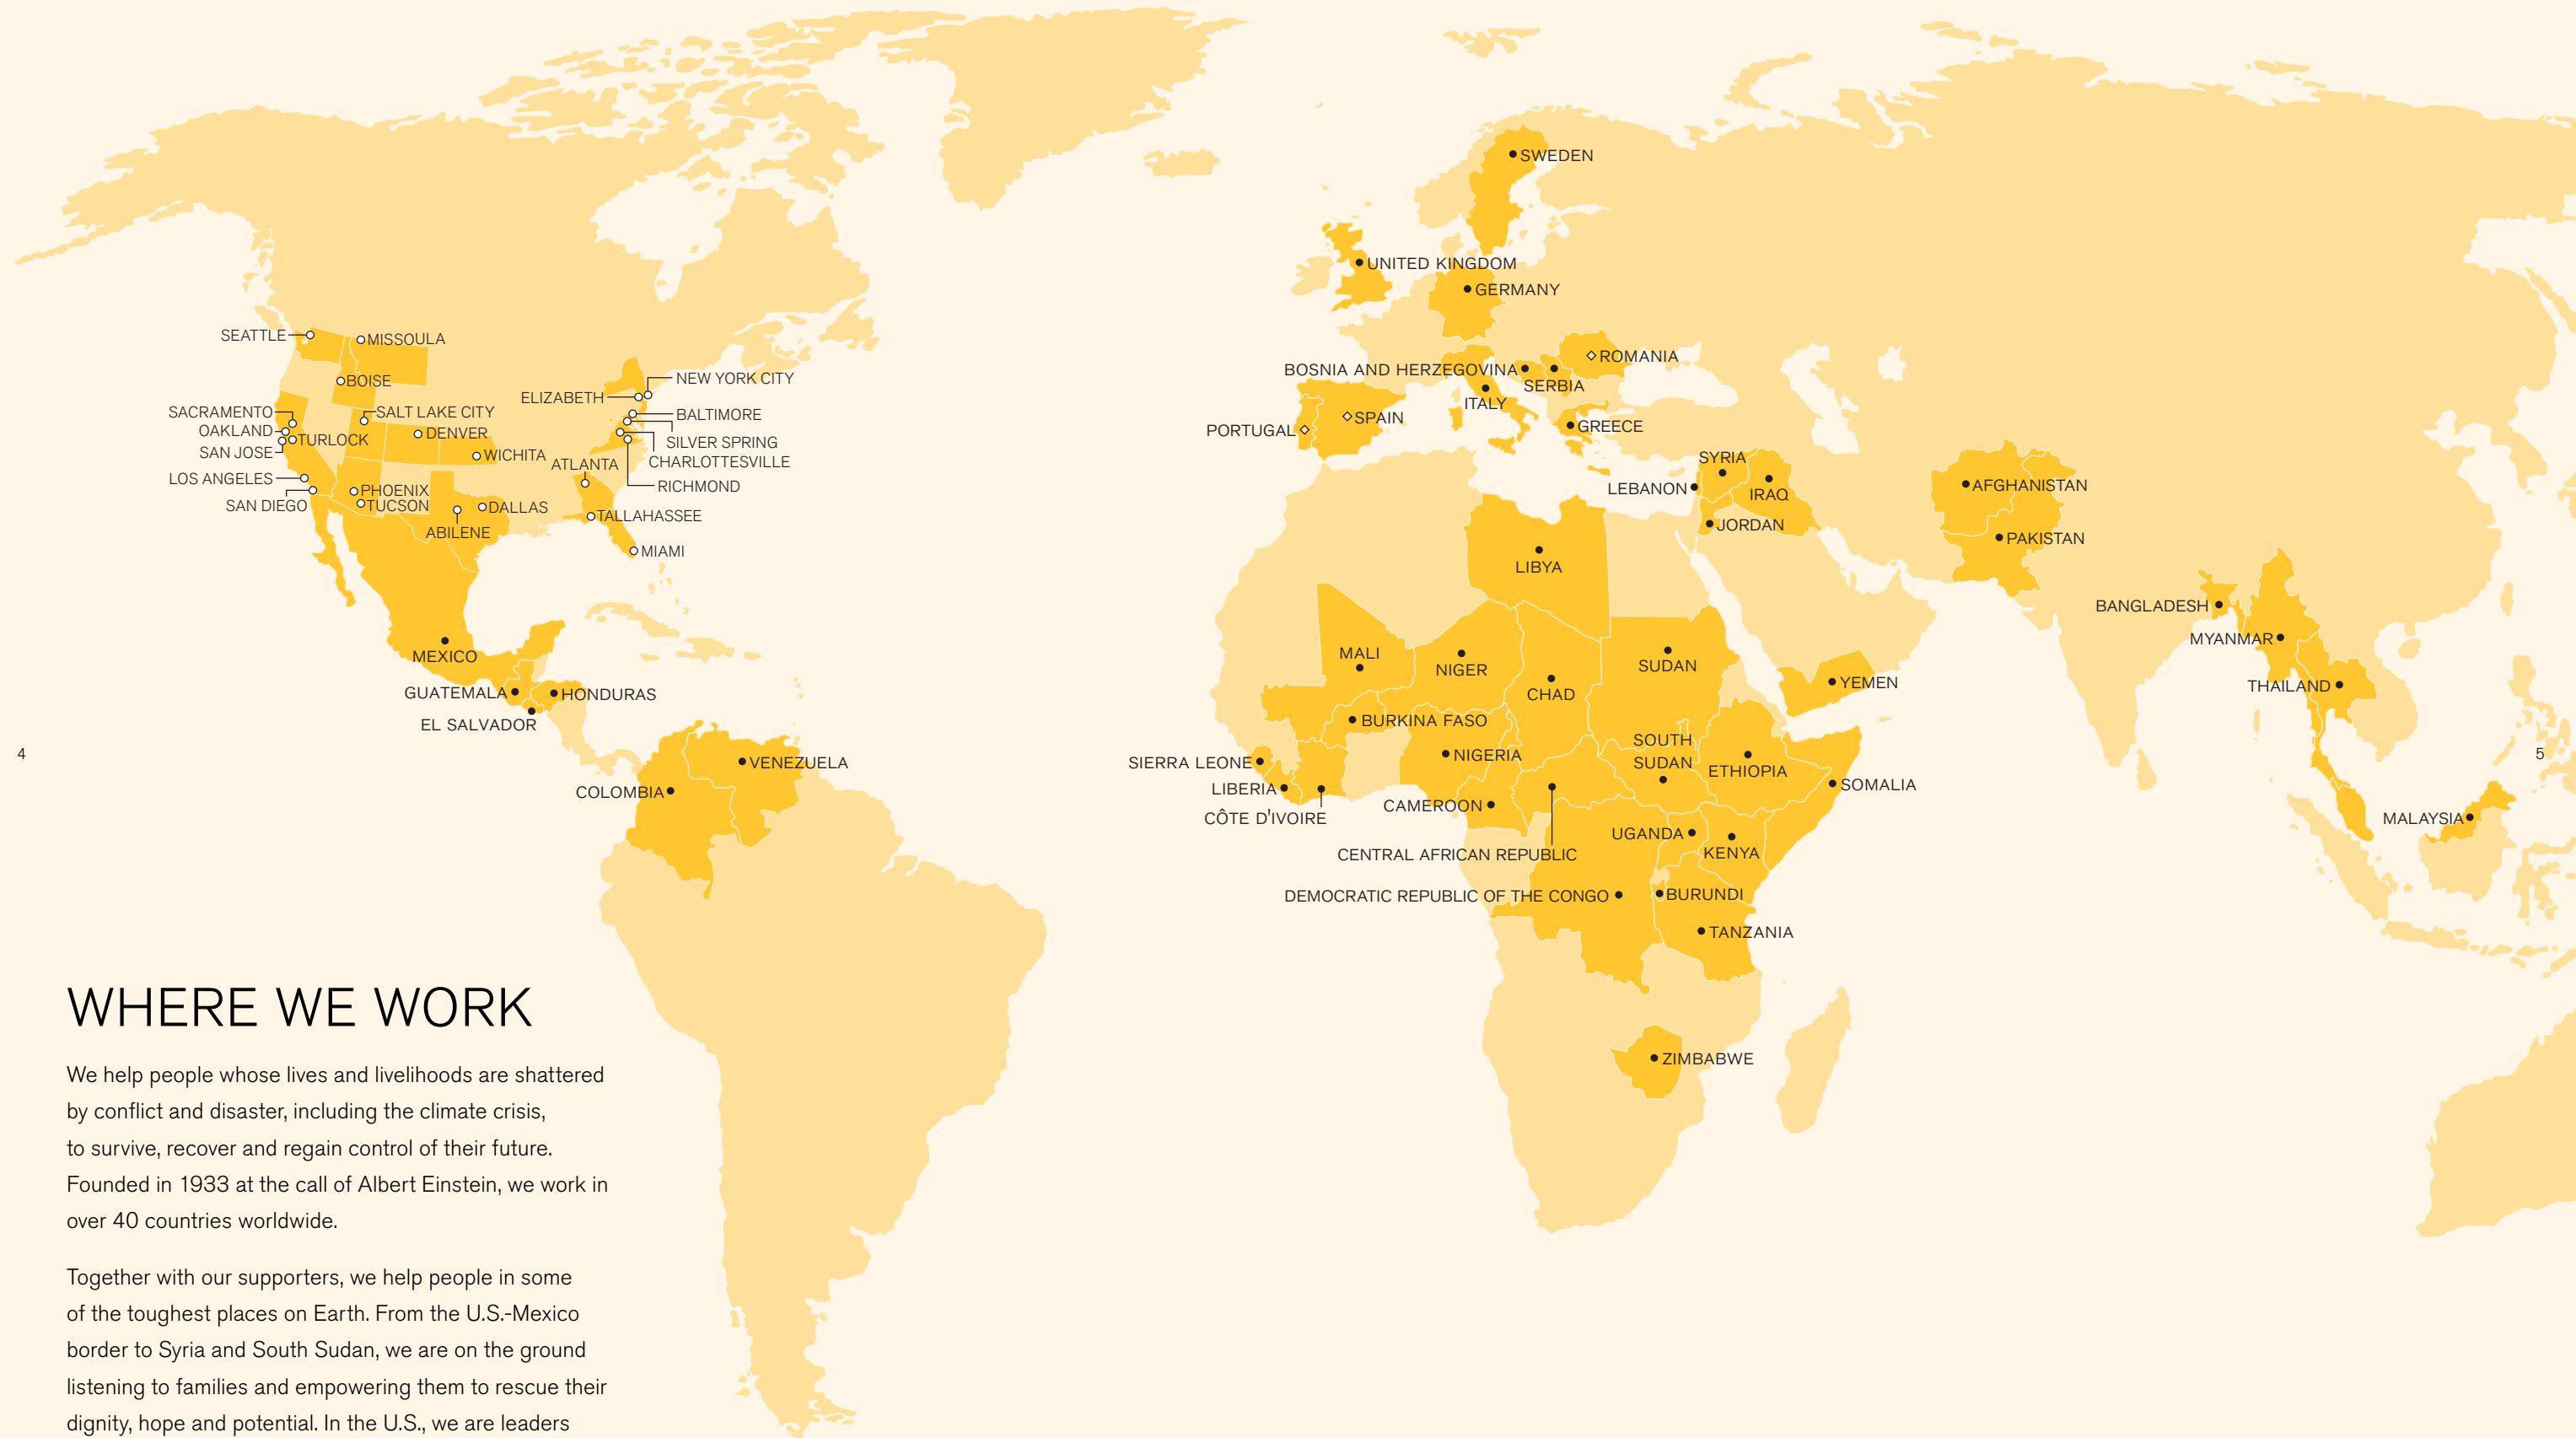 SWEDEN
UNITED KINGDOM
GERMANY
SEATTLE
MISSOULA
ROMANIA
BOSNIA AND HERZEGOVINA
SERBIA
NEW YORK CITY
BOISE
ELIZABETH
ITALY
SACRAMENTO
SALT LAKE CITY
BALTIMORE
SPAIN
OAKLAND
TURLOCK
DENVER
PORTUGAL
GREECE
SAN JOSE
SILVER SPRING
WICHITA
CHARLOTTESVILLE
ATLANTA
SYRIA
LOS ANGELES
RICHMOND
LEBANON
IRAQ
AFGHANISTAN
PHOENIX
SAN DIEGO
TUCSON
DALLAS
TALLAHASSEE
JORDAN
ABILENE
PAKISTAN
MIAMI
LIBYA
BANGLADESH
MYANMAR
MEXICO
MALI
NIGER
SUDAN
YEMEN
THAILAND
GUATEMALA
HONDURAS
CHAD
EL SALVADOR
BURKINA FASO
4
SOUTH
SUDAN
5
SIERRA LEONE
NIGERIA
ETHIOPIA
VENEZUELA
COLOMBIA
LIBERIA
SOMALIA
CÔTE D'IVOIRE
CAMEROON
MALAYSIA
UGANDA
KENYA
CENTRAL AFRICAN REPUBLIC
DEMOCRATIC REPUBLIC OF THE CONGO
BURUNDI
TANZANIA
ZIMBABWE
WHERE WE WORK
We help people whose lives and livelihoods are shattered
by conflict and disaster, including the climate crisis,
to survive, recover and regain control of their future.
Founded in 1933 at the call of Albert Einstein, we work in
over 40 countries worldwide.
Together with our supporters, we help people in some
of the toughest places on Earth. From the U.S.-Mexico
border to Syria and South Sudan, we are on the ground
listening to families and empowering them to rescue their
dignity, hope and potential. In the U.S., we are leaders